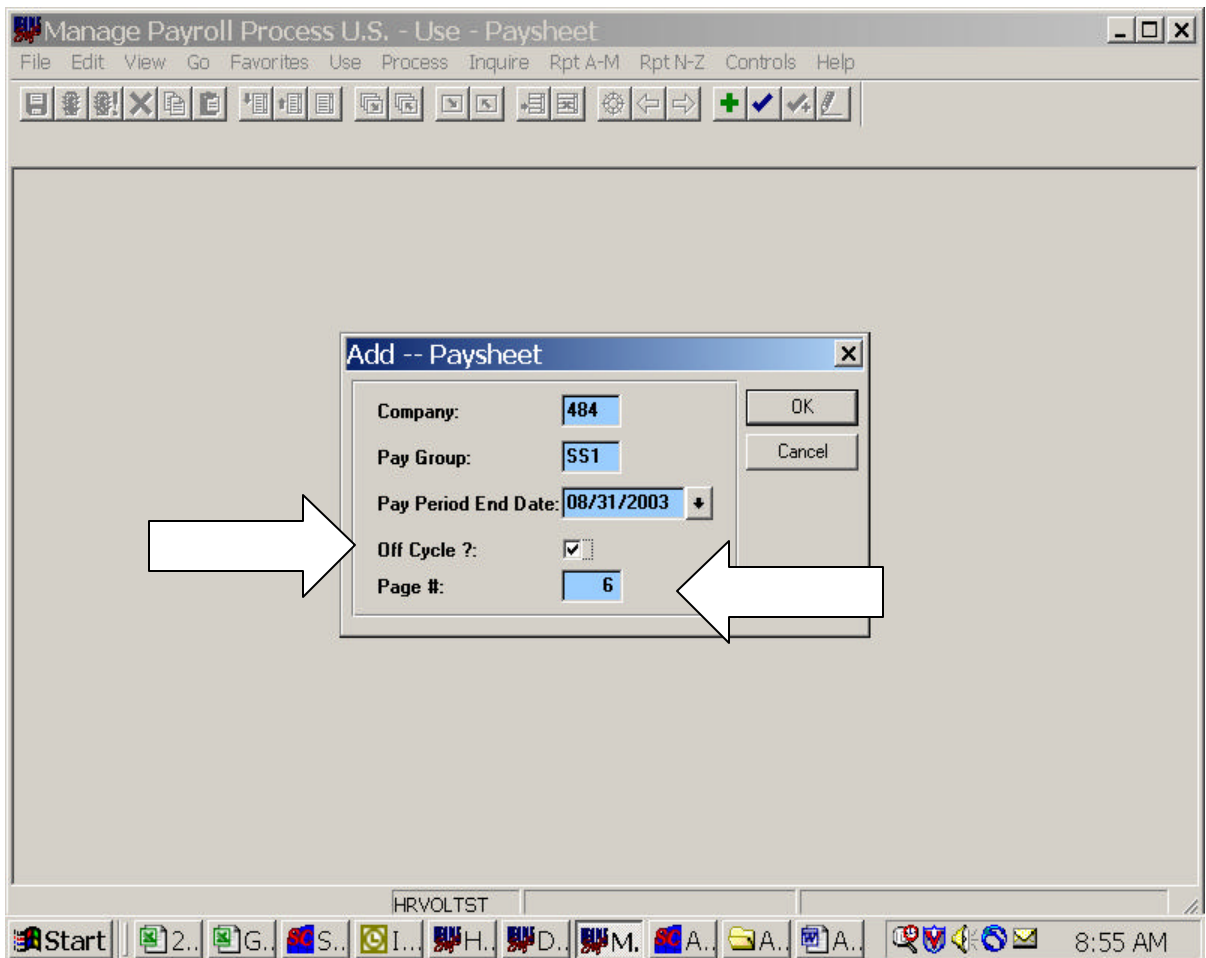 Manage Payroll Process U.S. - Use - Paysheet
File Edit View Go Favorites Use Process Inquire Rpt A-M Rpt N-Z Controls Help
Add -- Paysheet
Company: 484 OK
Pay Group: SS1 Cancel
Pay Period End Date: 08/31/2003
Off Cycle ?:
Page #: 6
HRVOLTST
Start 2.. G.. S.. I... H.. D.. M. A.. A.. A.. 8:55 AM